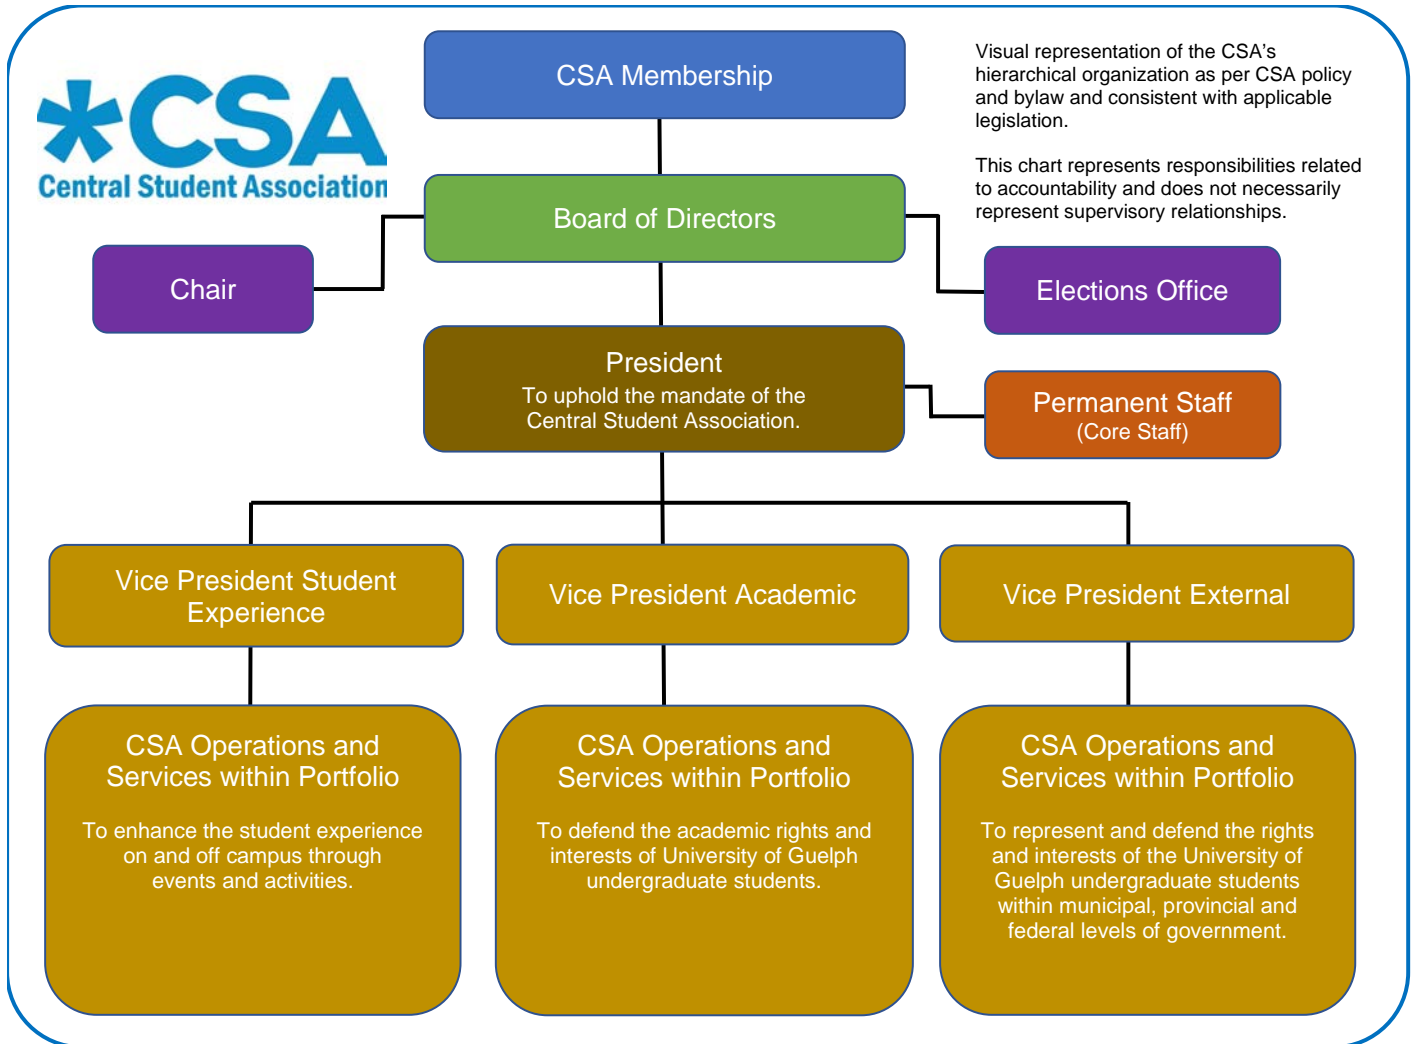 *CSA
Central Student Association
CSA Membership
Visual representation of the CSA's
hierarchical organization as per CSA policy
and bylaw and consistent with applicable
legislation.
This chart represents responsibilities related
to accountability and does not necessarily
represent supervisory relationships.
Board of Directors
Chair
Elections Office
President
To uphold the mandate of the
Central Student Association.
Permanent Staff
(Core Staff)
Vice President Student
Experience
Vice President Academic
Vice President External
CSA Operations and
Services within Portfolio
To enhance the student experience
on and off campus through
events and activities.
CSA Operations and
Services within Portfolio
To defend the academic rights and
interests of University of Guelph
undergraduate students.
CSA Operations and
Services within Portfolio
To represent and defend the rights
and interests of the University of
Guelph undergraduate students
within municipal, provincial and
federal levels of government.